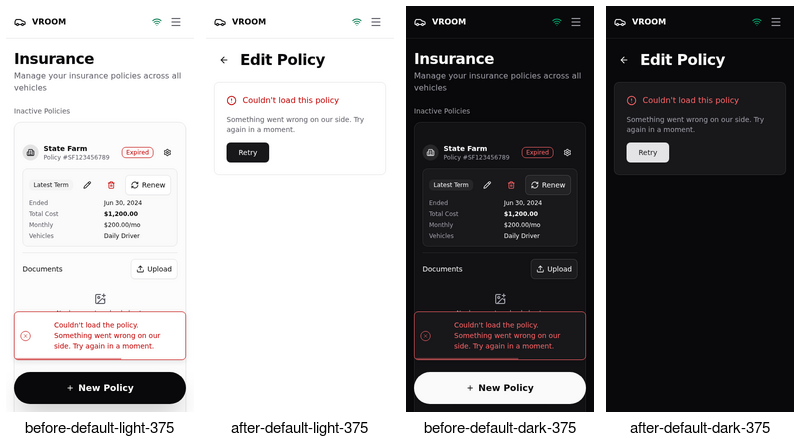 VROOM
Insurance
Manage your insurance policies across all
vehicles
Inactive Policies
State Farm
Policy #SF123456789
Expired
Latest Term
Renew
Ended Jun 30, 2024
Total Cost $1,200.00
Monthly $200.00/mo
Vehicles Daily Driver
Documents
Upload
Couldn't load the policy.
Something went wrong on our
side. Try again in a moment.
+ New Policy
before-default-light-375
VROOM
Edit Policy
Couldn't load this policy
Something went wrong on our side. Try
again in a moment.
Retry
after-default-light-375
VROOM
Insurance
Manage your insurance policies across all
vehicles
Inactive Policies
State Farm
Policy #SF123456789
Expired
Latest Term
Renew
Ended Jun 30, 2024
Total Cost $1,200.00
Monthly $200.00/mo
Vehicles Daily Driver
Documents
Upload
Couldn't load the policy.
Something went wrong on our
side. Try again in a moment.
+ New Policy
before-default-dark-375
VROOM
Edit Policy
Couldn't load this policy
Something went wrong on our side. Try
again in a moment.
Retry
after-default-dark-375